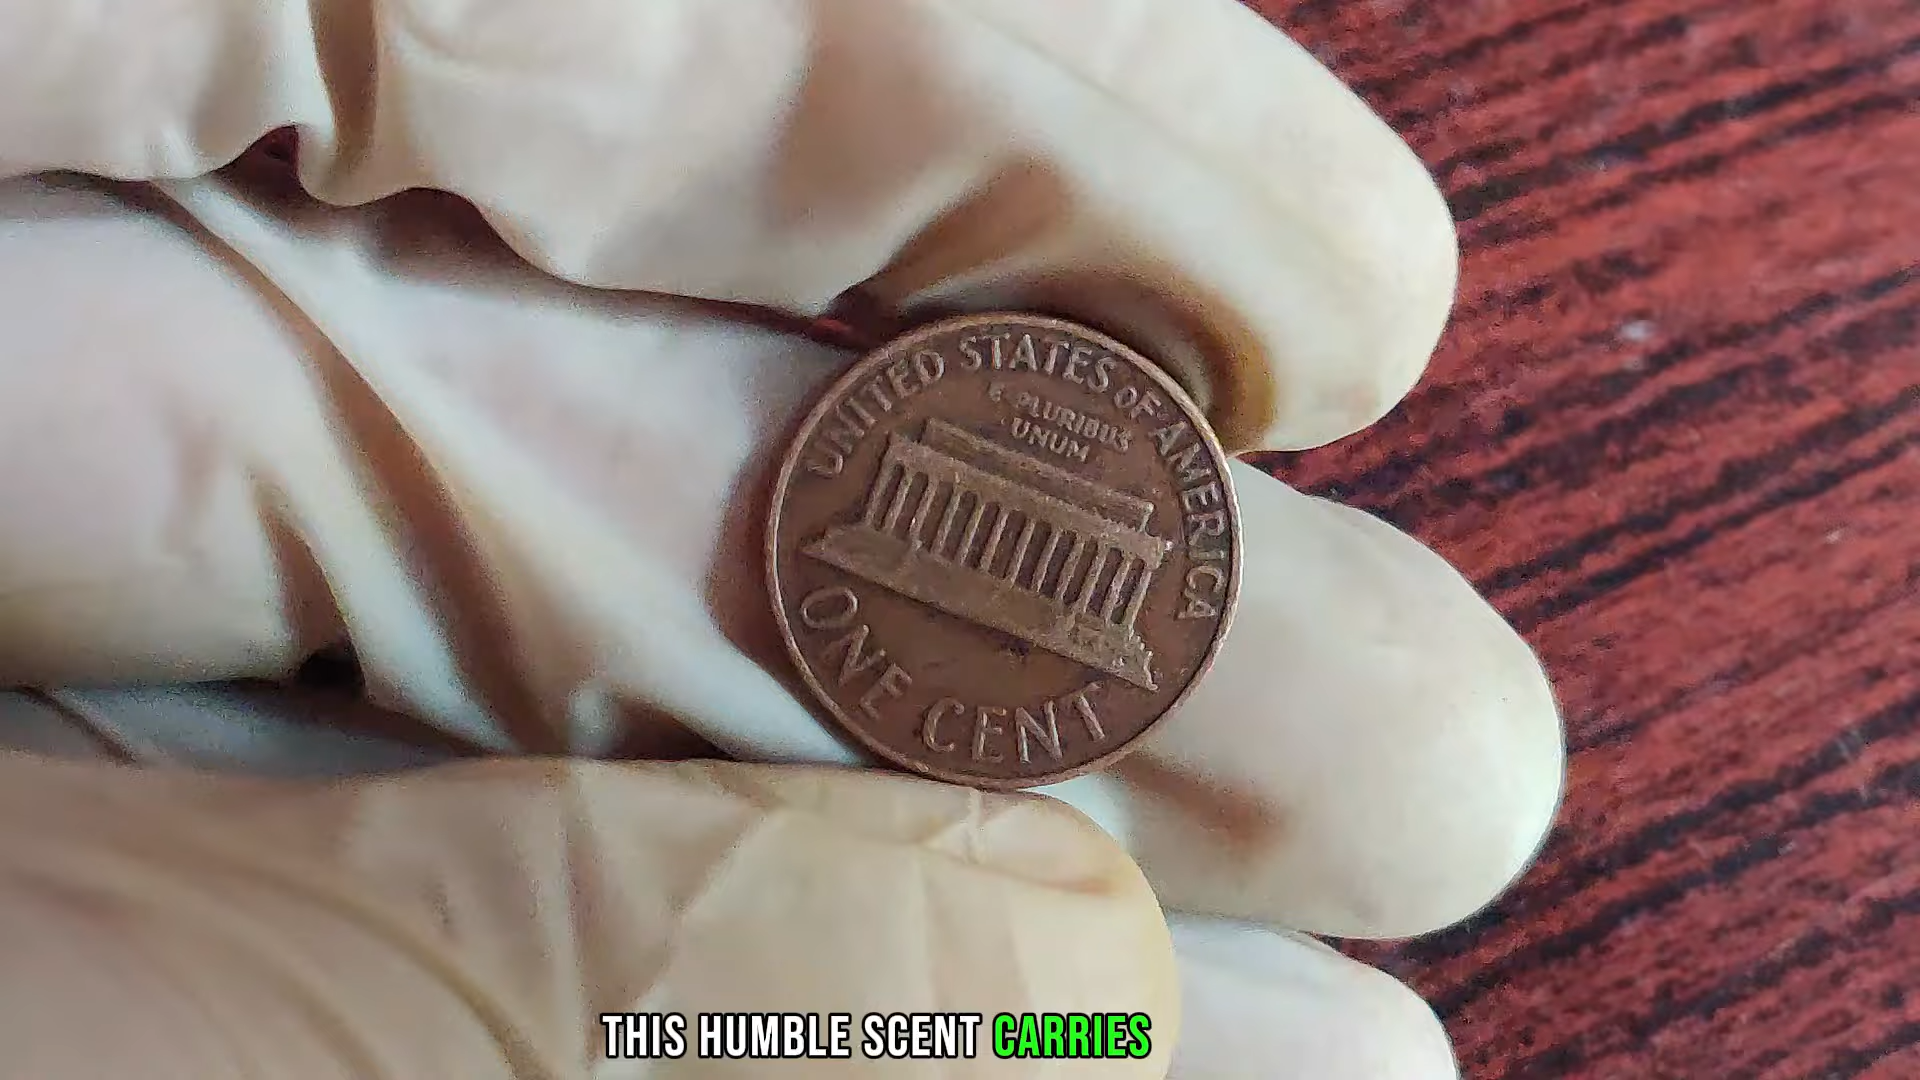 UNITED STATES OF AMERICA
E PLURIBUS
UNUM
ONE CENT
THIS HUMBLE SCENT CARRIES